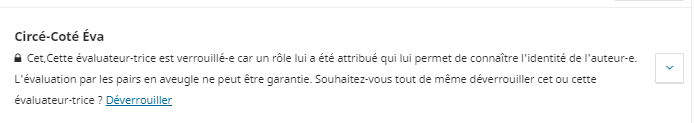 Circé-Coté Éva
Cet,Cette évaluateur-trice est verrouillé-e car un rôle lui a été attribué qui lui permet de connaître l'identité de l'auteur-e.
L'évaluation par les pairs en aveugle ne peut être garantie. Souhaitez-vous tout de même déverrouiller cet ou cette
évaluateur-trice ? Déverrouiller